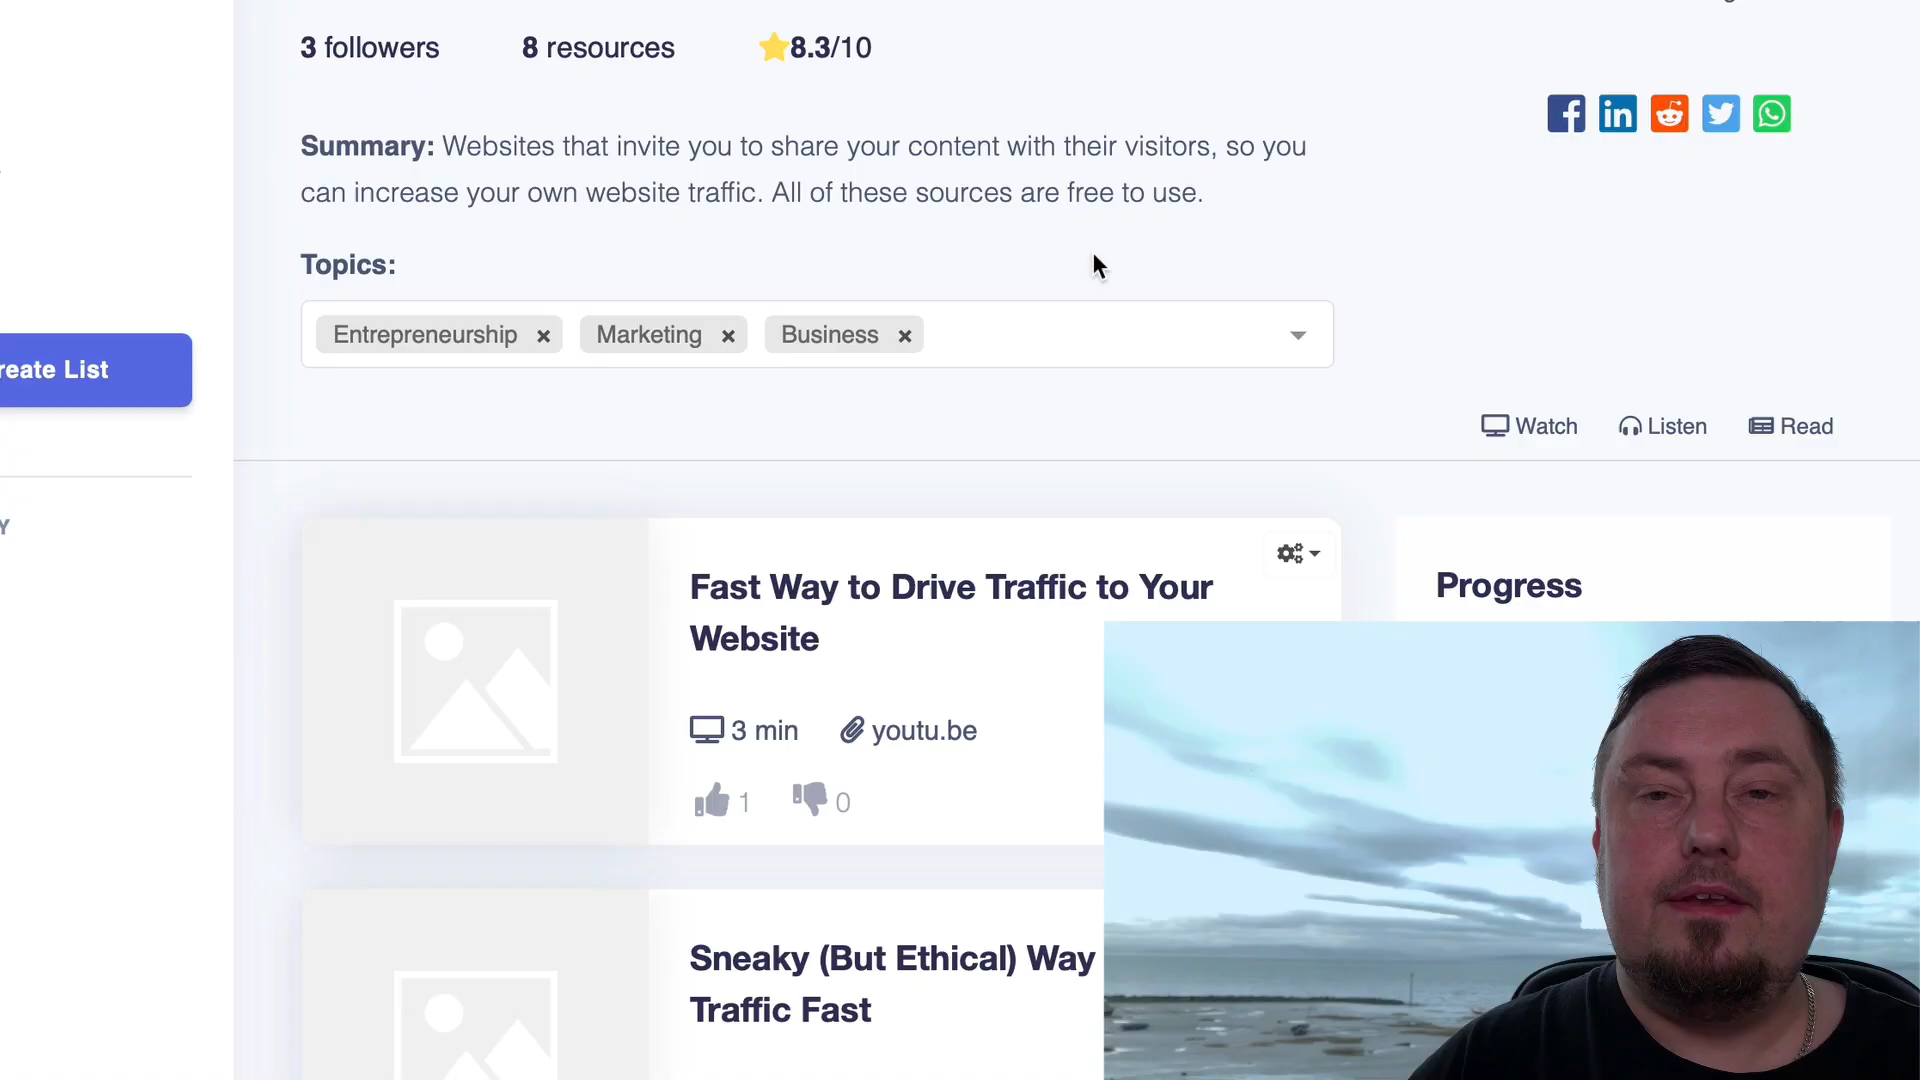 3 followers 8 resources 8.3/10
Summary: Websites that invite you to share your content with their visitors, so you
can increase your own website traffic. All of these sources are free to use.
Topics:
Entrepreneurship × Marketing × Business ×
reate List
Watch Listen Read
Y
Fast Way to Drive Traffic to Your
Website
Progress
3 min youtu.be
1 0
Sneaky (But Ethical) Way
Traffic Fast